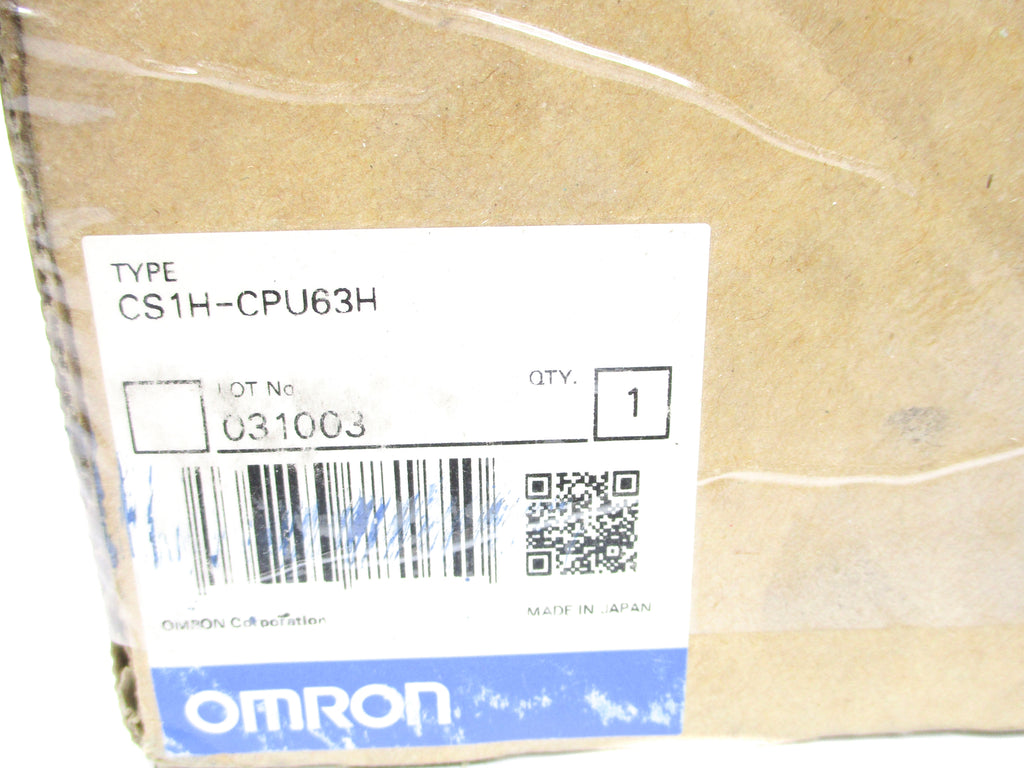 TYPE
CS1H-CPU63H
LOT No
031003
QTY.
1
OMRON Corporation
MADE IN JAPAN
OMRON